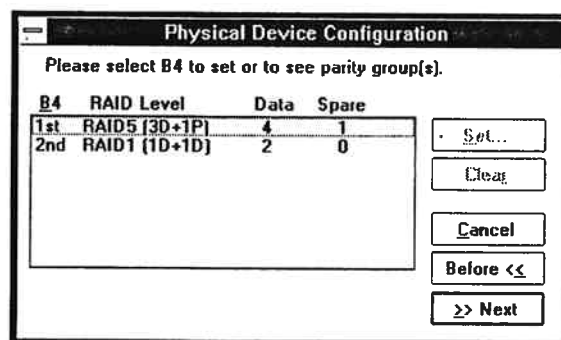 Physical Device Configuration
Please select B4 to set or to see parity group(s).
B4 RAID Level Data Spare
1st RAID5 (3D+1P) 4 1
2nd RAID1 (1D+1D) 2 0
Set...
Clear
Cancel
Before <<
>> Next